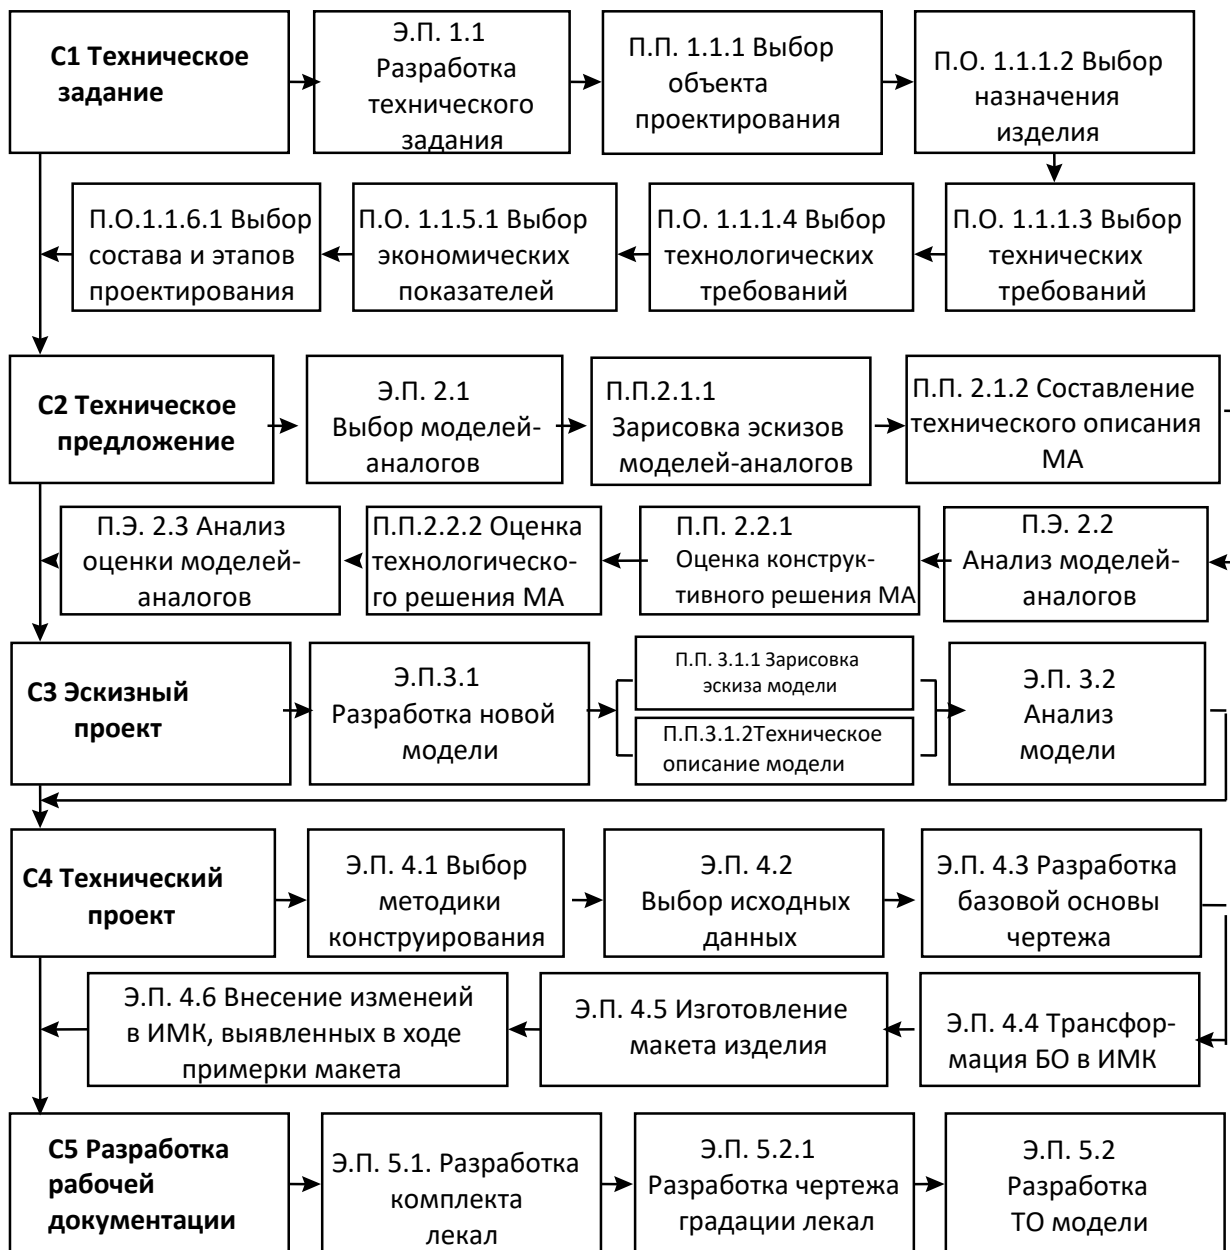 С1 Техническое
задание
Э.П. 1.1
Разработка
технического
задания
П.П. 1.1.1 Выбор
объекта
проектирования
П.О. 1.1.1.2 Выбор
назначения
изделия
П.О.1.1.6.1 Выбор
состава и этапов
проектирования
П.О. 1.1.5.1 Выбор
экономических
показателей
П.О. 1.1.1.4 Выбор
технологических
требований
П.О. 1.1.1.3 Выбор
технических
требований
С2 Техническое
предложение
Э.П. 2.1
Выбор моделей-
аналогов
П.П.2.1.1
Зарисовка эскизов
моделей-аналогов
П.П. 2.1.2 Составление
технического описания
МА
П.Э. 2.3 Анализ
оценки моделей-
аналогов
П.П.2.2.2 Оценка
технологическо-
го решения МА
П.П. 2.2.1
Оценка конструк-
тивного решения МА
П.Э. 2.2
Анализ моделей-
аналогов
С3 Эскизный
проект
Э.П.3.1
Разработка новой
модели
П.П. 3.1.1 Зарисовка
эскиза модели
П.П.3.1.2Техническое
описание модели
Э.П. 3.2
Анализ
модели
С4 Технический
проект
Э.П. 4.1 Выбор
методики
конструирования
Э.П. 4.2
Выбор исходных
данных
Э.П. 4.3 Разработка
базовой основы
чертежа
Э.П. 4.6 Внесение изменеий
в ИМК, выявленных в ходе
примерки макета
Э.П. 4.5 Изготовление
макета изделия
Э.П. 4.4 Трансфор-
мация БО в ИМК
С5 Разработка
рабочей
документации
Э.П. 5.1. Разработка
комплекта
лекал
Э.П. 5.2.1
Разработка чертежа
градации лекал
Э.П. 5.2
Разработка
ТО модели